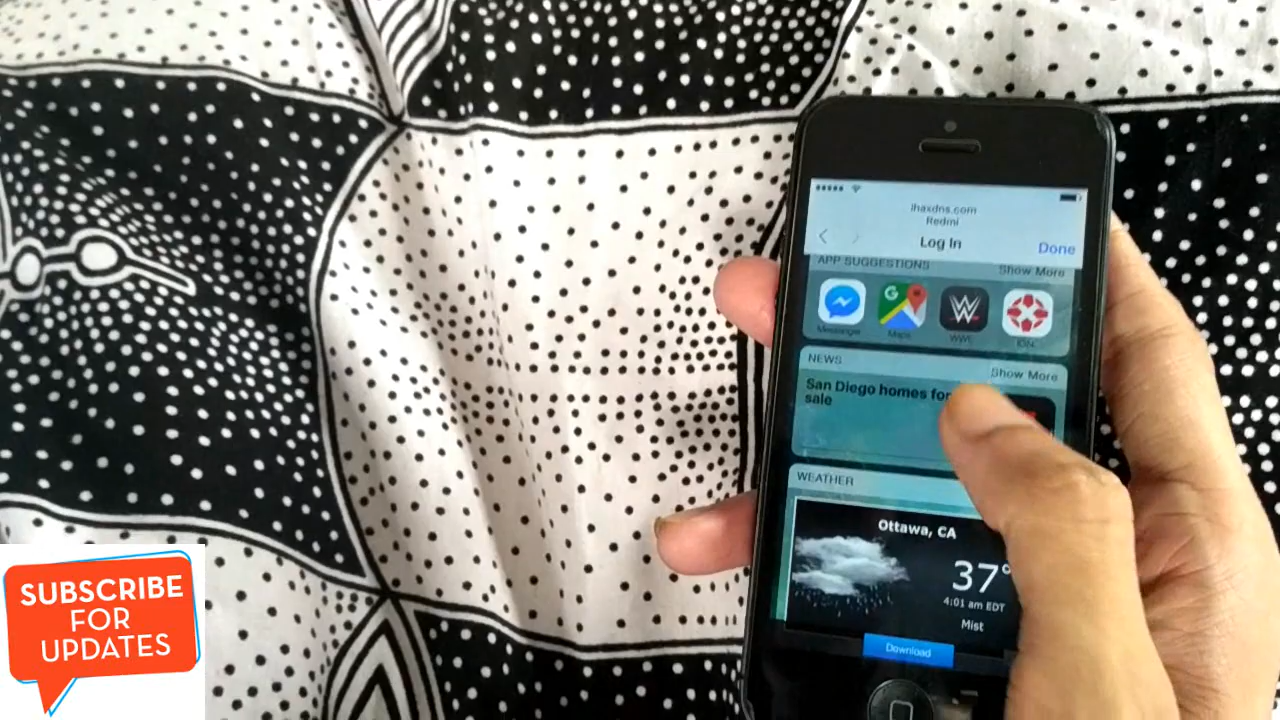 ihaxdns.com
Redmi
Log In
Done
APP SUGGESTIONS
Show More
Messenger
Maps
WWE
IGN
NEWS
Show More
San Diego homes for
sale
WEATHER
Ottawa, CA
37°
4:01 am EDT
Mist
Download
SUBSCRIBE
FOR
UPDATES